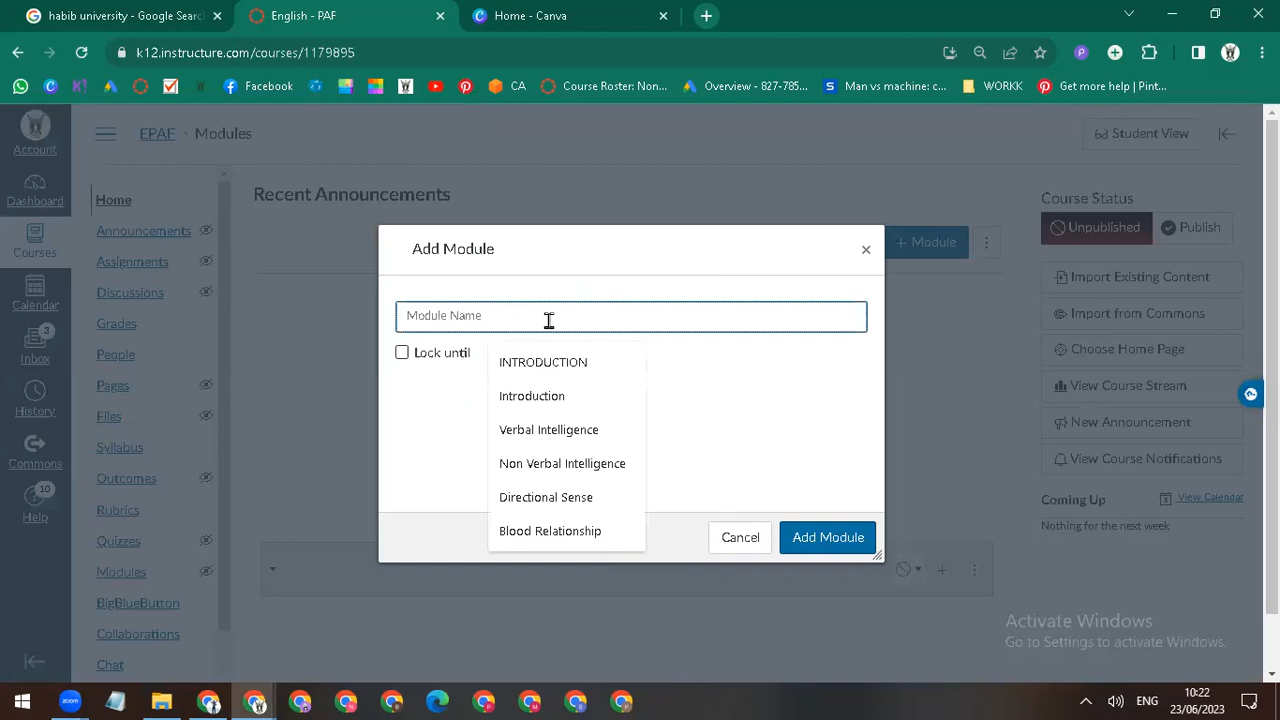 habib university - Google Searc
English - PAF
Home - Canva
k12.instructure.com/courses/1179895
Facebook
CA
Course Roster: Non...
Overview - 827-785...
Man vs machine: c...
WORKK
Get more help | Pint...
Account
Dashboard
Courses
Calendar
3
Inbox
History
Commons
10
Help
EPAF › Modules
Student View
Home
Announcements
Assignments
Discussions
Grades
People
Pages
Files
Syllabus
Outcomes
Rubrics
Quizzes
Modules
BigBlueButton
Collaborations
Chat
Recent Announcements
+ Module
Add Module
Module Name
Lock until
INTRODUCTION
Introduction
Verbal Intelligence
Non Verbal Intelligence
Directional Sense
Blood Relationship
Cancel
Add Module
Course Status
Unpublished
Publish
Import Existing Content
Import from Commons
Choose Home Page
View Course Stream
New Announcement
View Course Notifications
Coming Up
View Calendar
Nothing for the next week
Activate Windows
Go to Settings to activate Windows.
zoom
ENG
10:22
23/06/2023